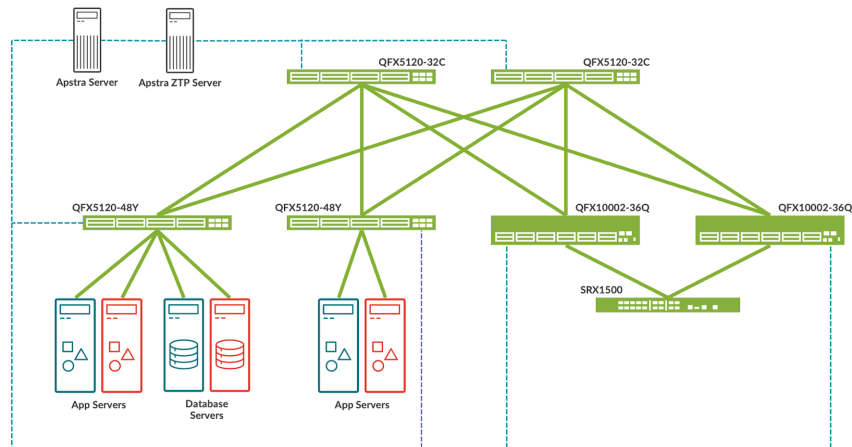 QFX5120-32C
QFX5120-32C
Apstra Server
Apstra ZTP Server
QFX5120-48Y
QFX5120-48Y
QFX10002-36Q
QFX10002-36Q
SRX1500
App Servers
Database
Servers
App Servers